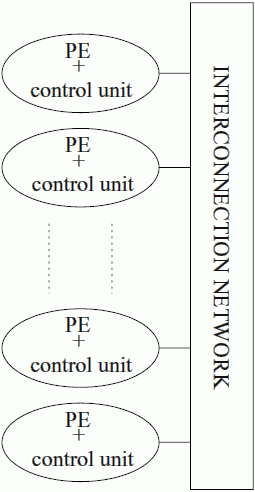 PE
+
control unit
PE
+
control unit
PE
+
control unit
PE
+
control unit
INTERCONNECTION NETWORK